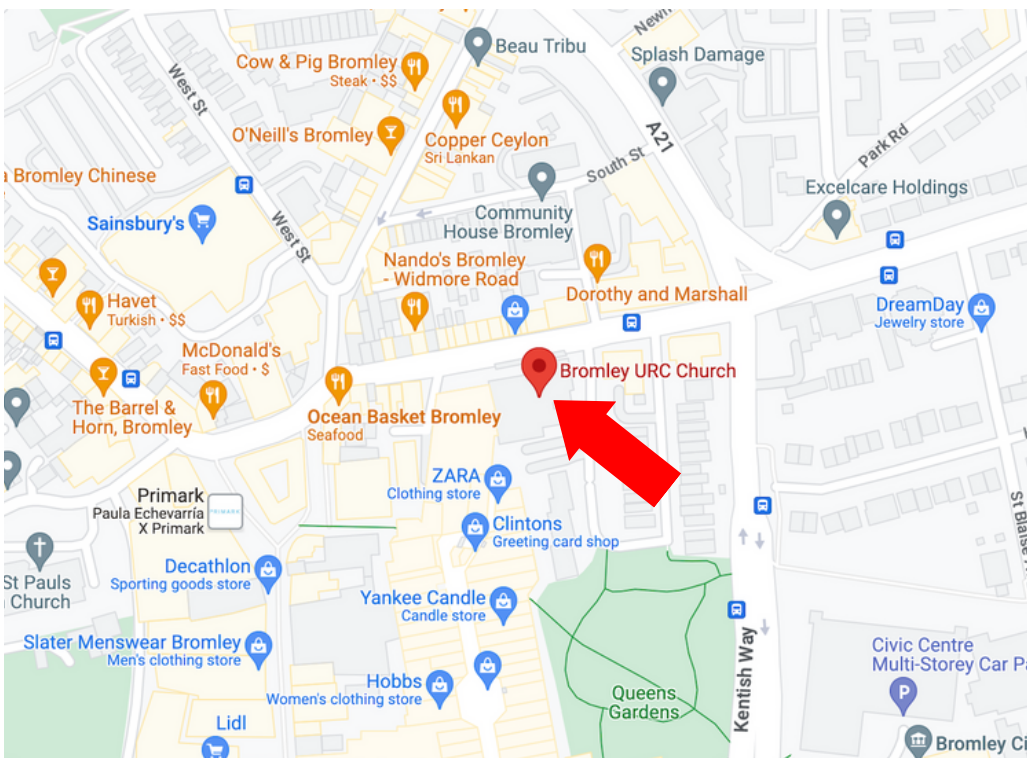 Beau Tribu
Newm
Splash Damage
Cow & Pig Bromley
Steak • $$
West St
O'Neill's Bromley
Copper Ceylon
Sri Lankan
A21
Park Rd
South St
a Bromley Chinese
Excelcare Holdings
Sainsbury's
Community
House Bromley
West St
Nando's Bromley
- Widmore Road
Dorothy and Marshall
Havet
Turkish • $$
DreamDay
Jewelry store
McDonald's
Fast Food • $
Bromley URC Church
The Barrel &
Horn, Bromley
Ocean Basket Bromley
Seafood
ZARA
Clothing store
Primark
Paula Echevarría
X Primark
PRIMARK
Clintons
Greeting card shop
St Blaise
St Pauls
Church
Decathlon
Sporting goods store
Yankee Candle
Candle store
Slater Menswear Bromley
Men's clothing store
Civic Centre
Multi-Storey Car Pa
P
Hobbs
Women's clothing store
Queens
Gardens
Kentish Way
Lidl
Bromley Ci